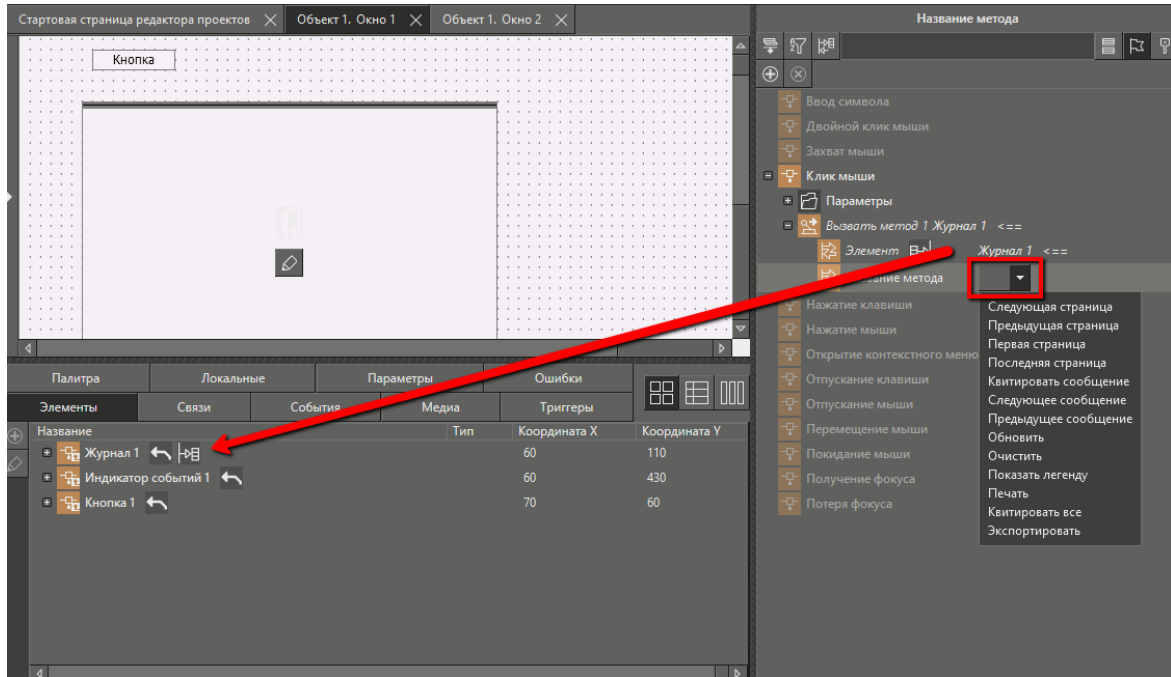 Стартовая страница редактора проектов
Объект 1. Окно 1
Объект 1. Окно 2
Кнопка
Палитра
Локальные
Параметры
Ошибки
Элементы
Связи
События
Медиа
Триггеры
Название
Тип
Координата X
Координата Y
Журнал 1
60
110
Индикатор событий 1
60
430
Кнопка 1
70
60
Название метода
Ввод символа
Двойной клик мыши
Захват мыши
Клик мыши
Параметры
Вызвать метод 1 Журнал 1 <==
Элемент
Журнал 1 <==
метода
Нажатие клавиши
Нажатие мыши
Открытие контекстного меню
Отпускание клавиши
Отпускание мыши
Перемещение мыши
Покидание мыши
Получение фокуса
Потеря фокуса
Следующая страница
Предыдущая страница
Первая страница
Последняя страница
Квитировать сообщение
Следующее сообщение
Предыдущее сообщение
Обновить
Очистить
Показать легенду
Печать
Квитировать все
Экспортировать